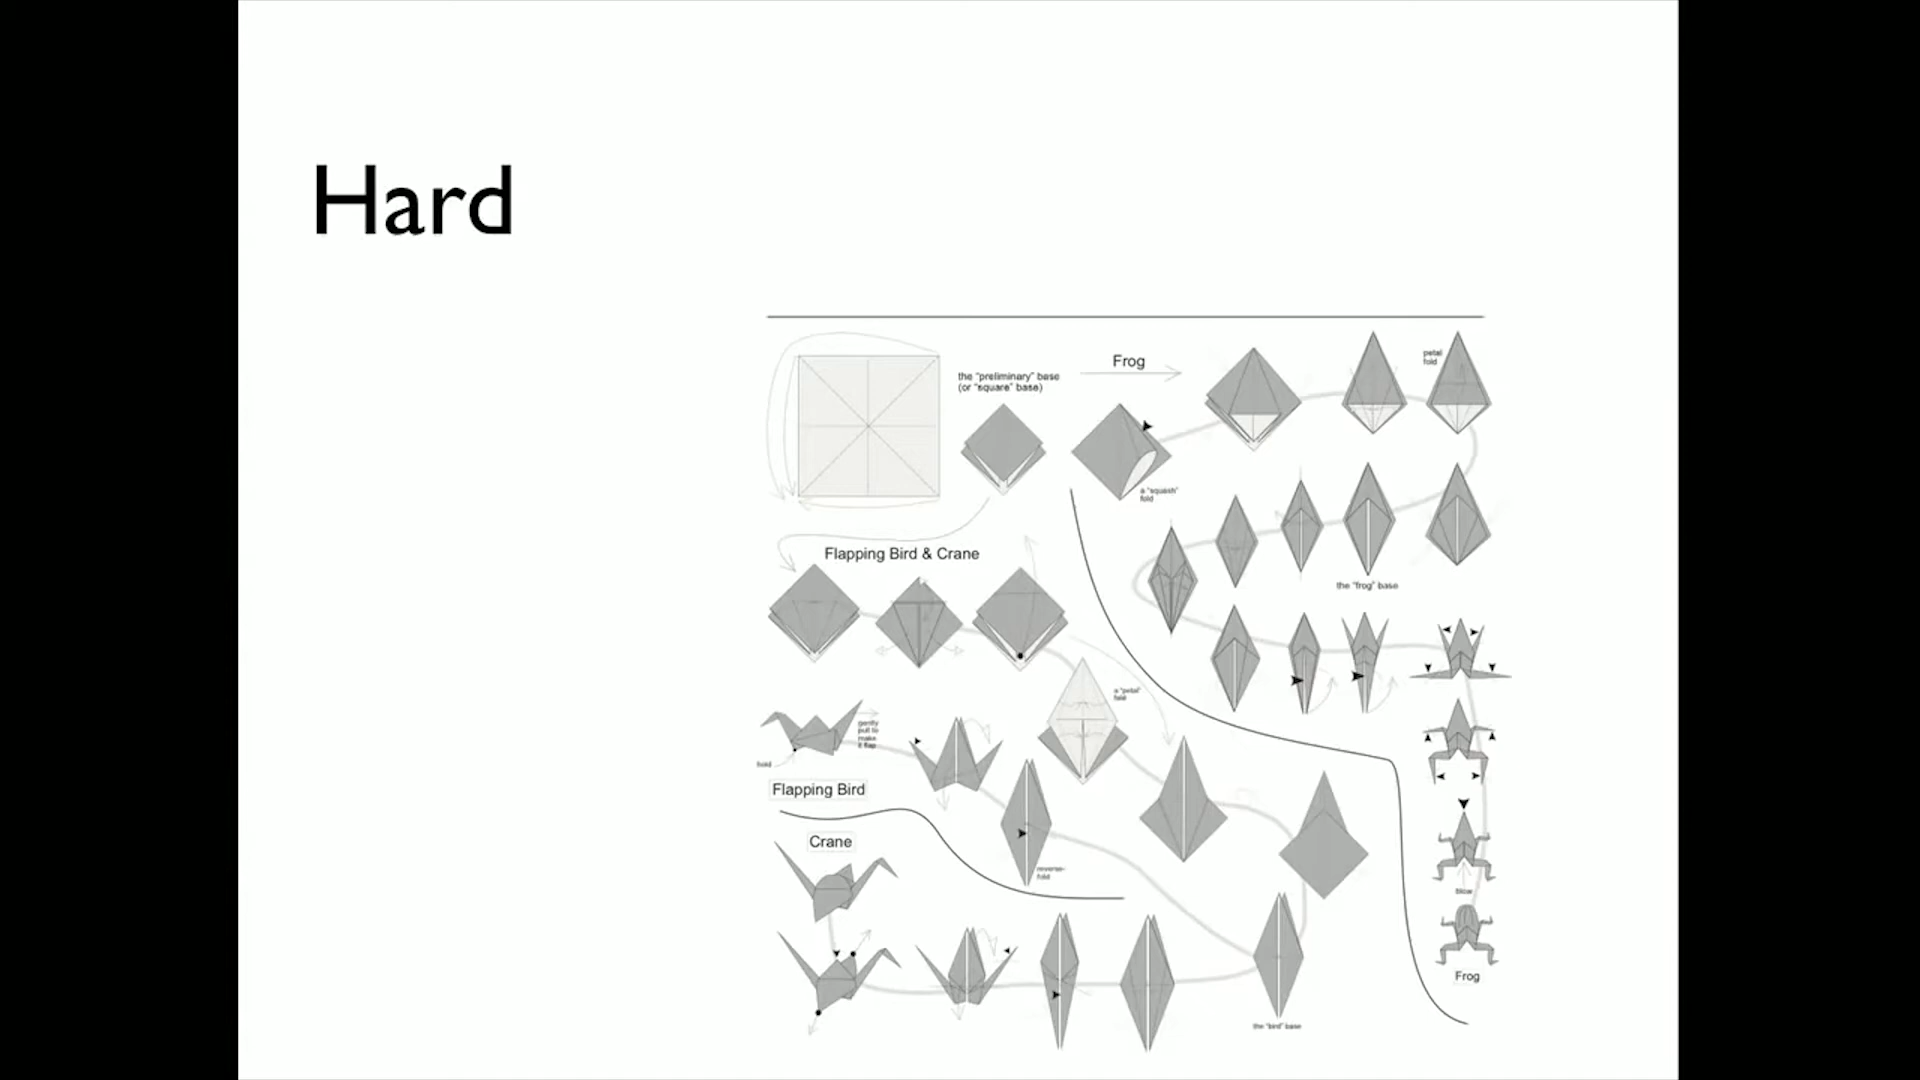 Hard
the "preliminary" base
(or "square" base)
Frog
petal
fold
a "squash"
fold
Flapping Bird & Crane
the "frog" base
a "petal"
fold
gently
pull to
make
it flap
hold
Flapping Bird
Crane
reverse-
fold
blow
Frog
the "bird" base